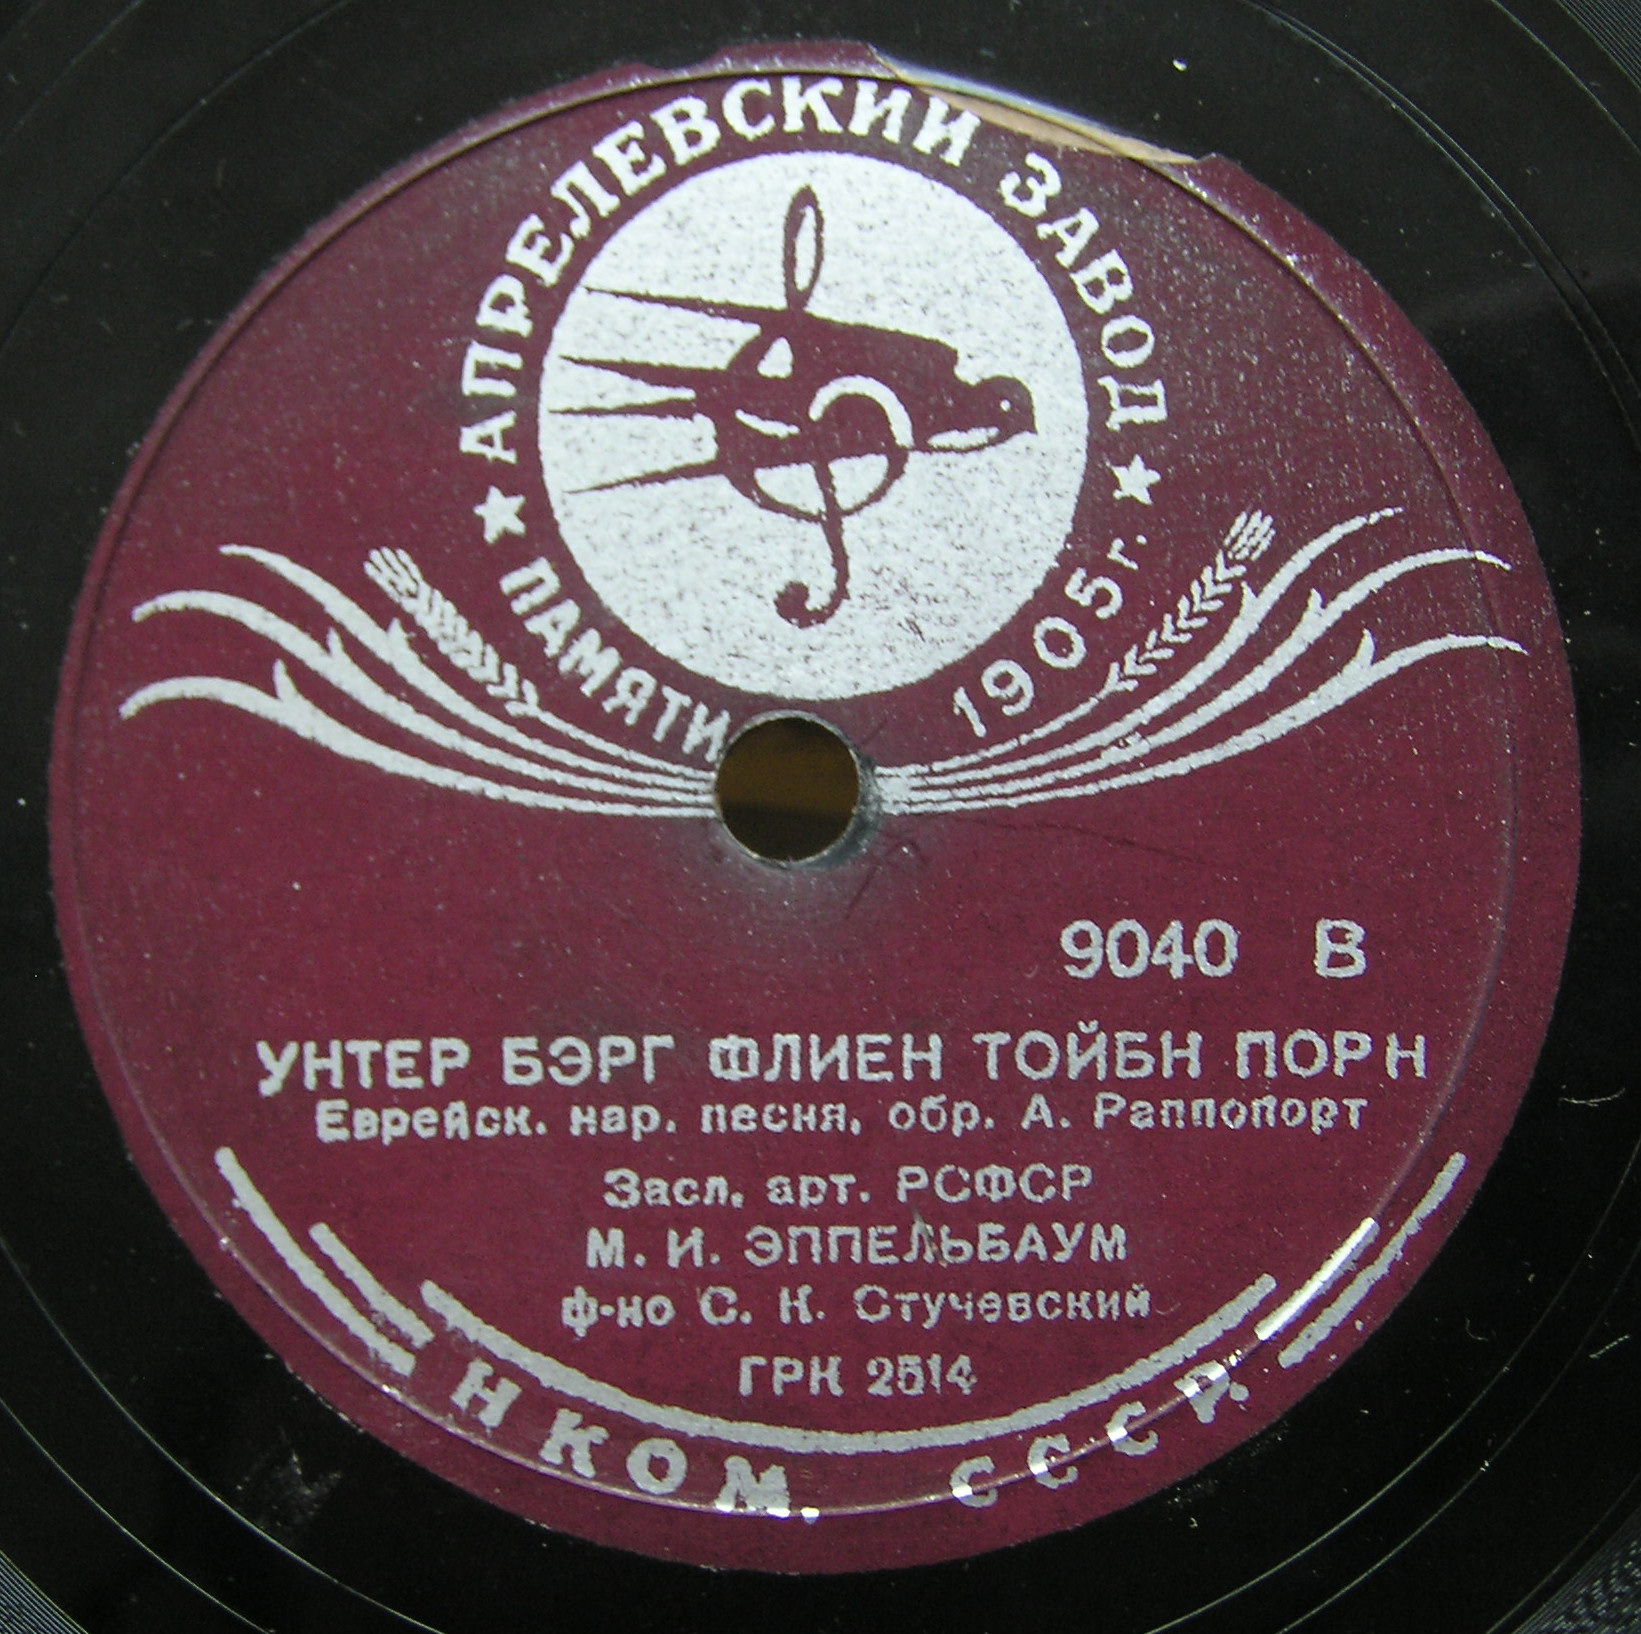 АПРЕЛЕВСКИЙ ЗАВОД
ПАМЯТИ 1905 г.
9040 В
УНТЕР БЭРГ ФЛИЕН ТОЙБН ПОРН
Еврейск. нар. песня, обр. А. Раппопорт
Засл. арт. РСФСР
М. И. ЭППЕЛЬБАУМ
ф-но С. К. Стучевский
ГРК 2514
НКОМ. СССР.